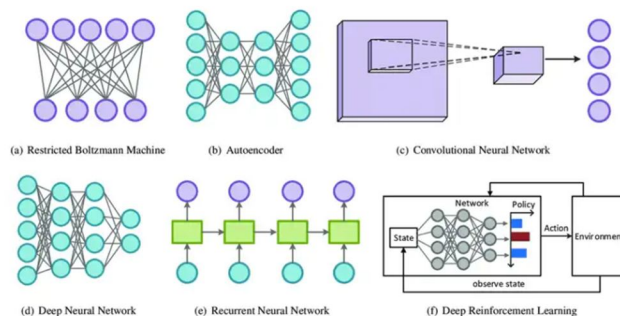 (a) Restricted Boltzmann Machine
(b) Autoencoder
(c) Convolutional Neural Network
Network
Policy
State
Action
Environmen
observe state
(d) Deep Neural Network
(e) Recurrent Neural Network
(f) Deep Reinforcement Learning